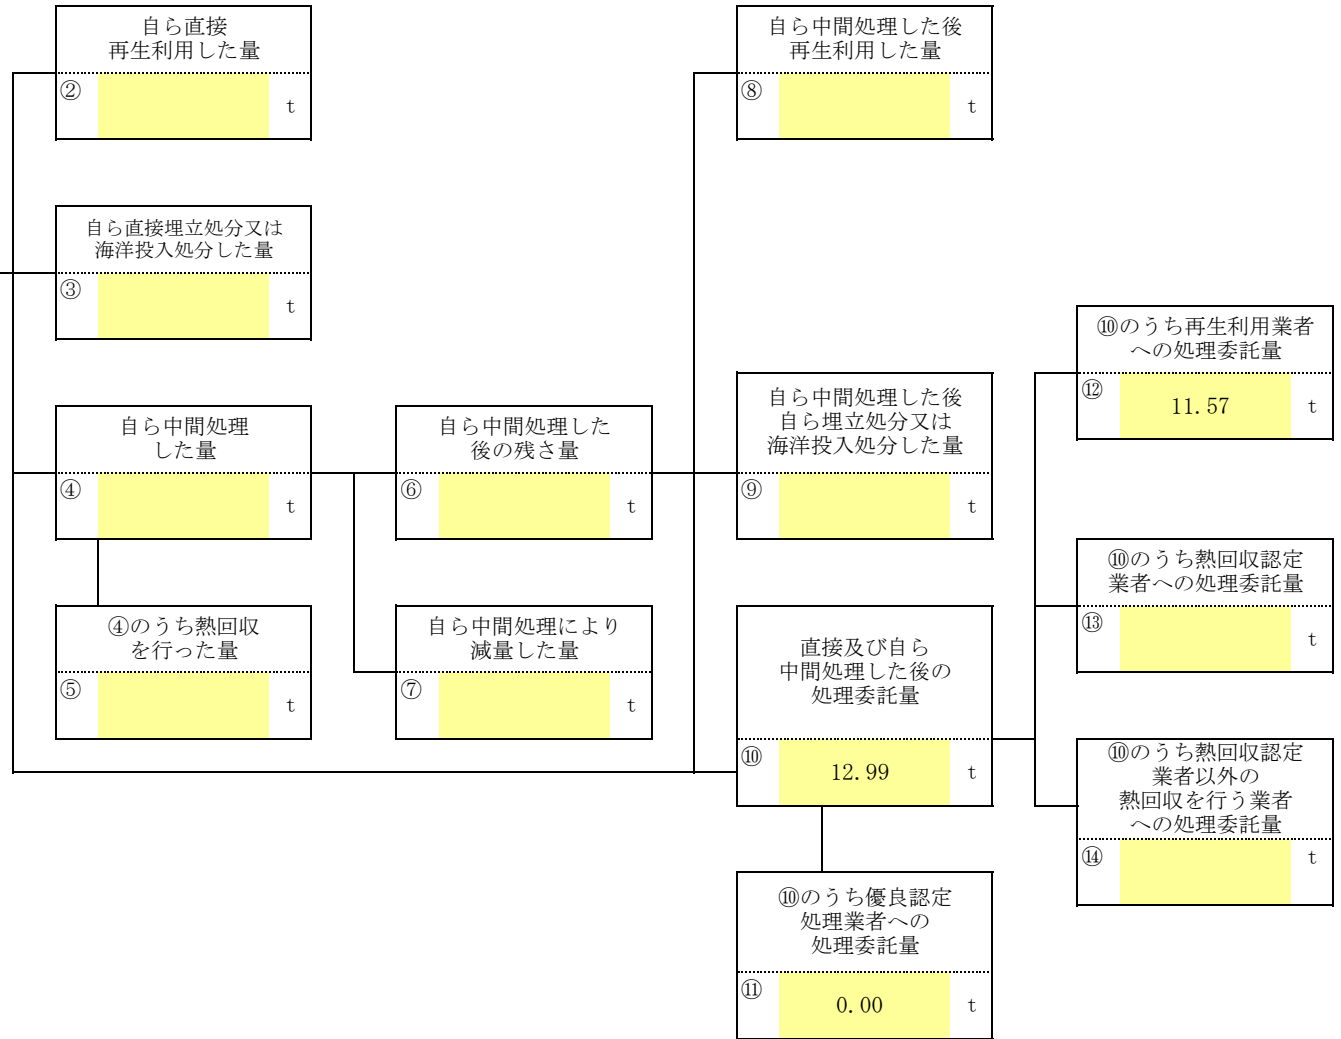 自ら直接
再生利用した量
② t
自ら中間処理した後
再生利用した量
⑧ t
自ら直接埋立処分又は
海洋投入処分した量
③ t
⑩のうち再生利用業者
への処理委託量
⑫ 11.57 t
自ら中間処理
した量
④ t
自ら中間処理した
後の残さ量
⑥ t
自ら中間処理した後
自ら埋立処分又は
海洋投入処分した量
⑨ t
⑩のうち熱回収認定
業者への処理委託量
⑬ t
④のうち熱回収
を行った量
⑤ t
自ら中間処理により
減量した量
⑦ t
直接及び自ら
中間処理した後の
処理委託量
⑩ 12.99 t
⑩のうち熱回収認定
業者以外の
熱回収を行う業者
への処理委託量
⑭ t
⑩のうち優良認定
処理業者への
処理委託量
⑪ 0.00 t